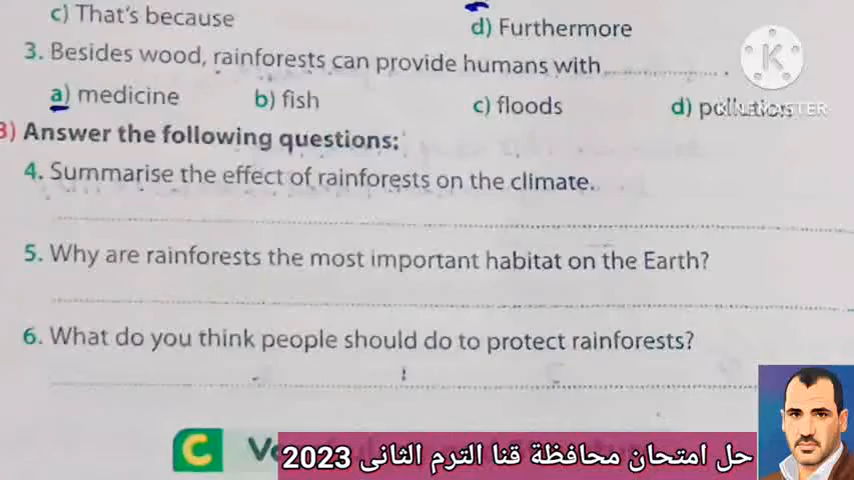 c) That's because d) Furthermore
3. Besides wood, rainforests can provide humans with ................ .
a) medicine b) fish c) floods d) pollution
B) Answer the following questions:
4. Summarise the effect of rainforests on the climate.
5. Why are rainforests the most important habitat on the Earth?
6. What do you think people should do to protect rainforests?
C
حل امتحان محافظة قنا الترم الثانى 2023
K
KINEMASTER